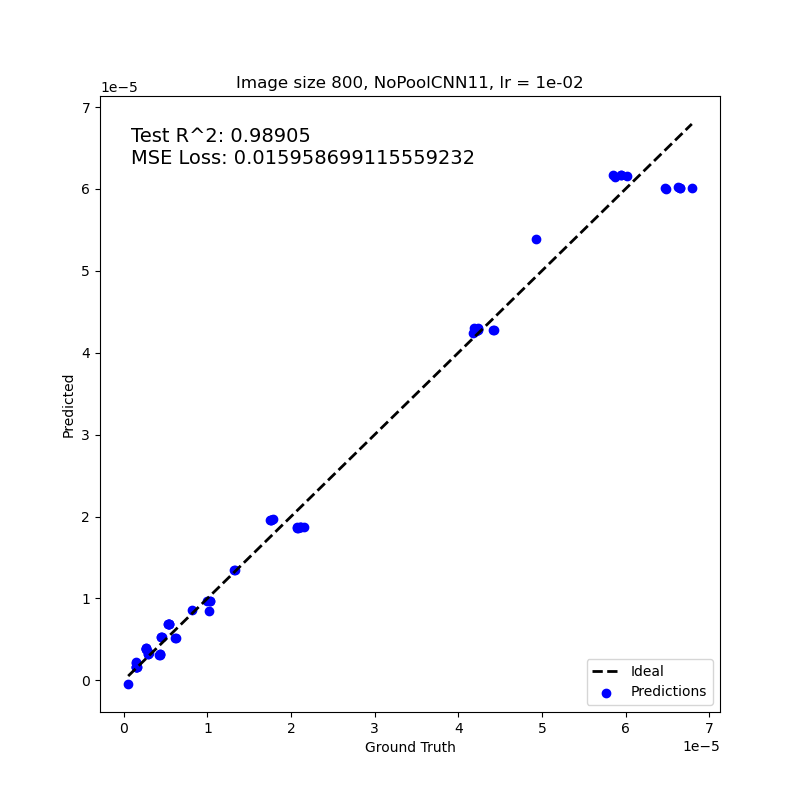 Image size 800, NoPoolCNN11, lr = 1e-02
1e−5
Test R^2: 0.98905
MSE Loss: 0.015958699115559232
7
6
5
4
3
2
1
0
Predicted
Ideal
Predictions
0 1 2 3 4 5 6 7
Ground Truth
1e−5